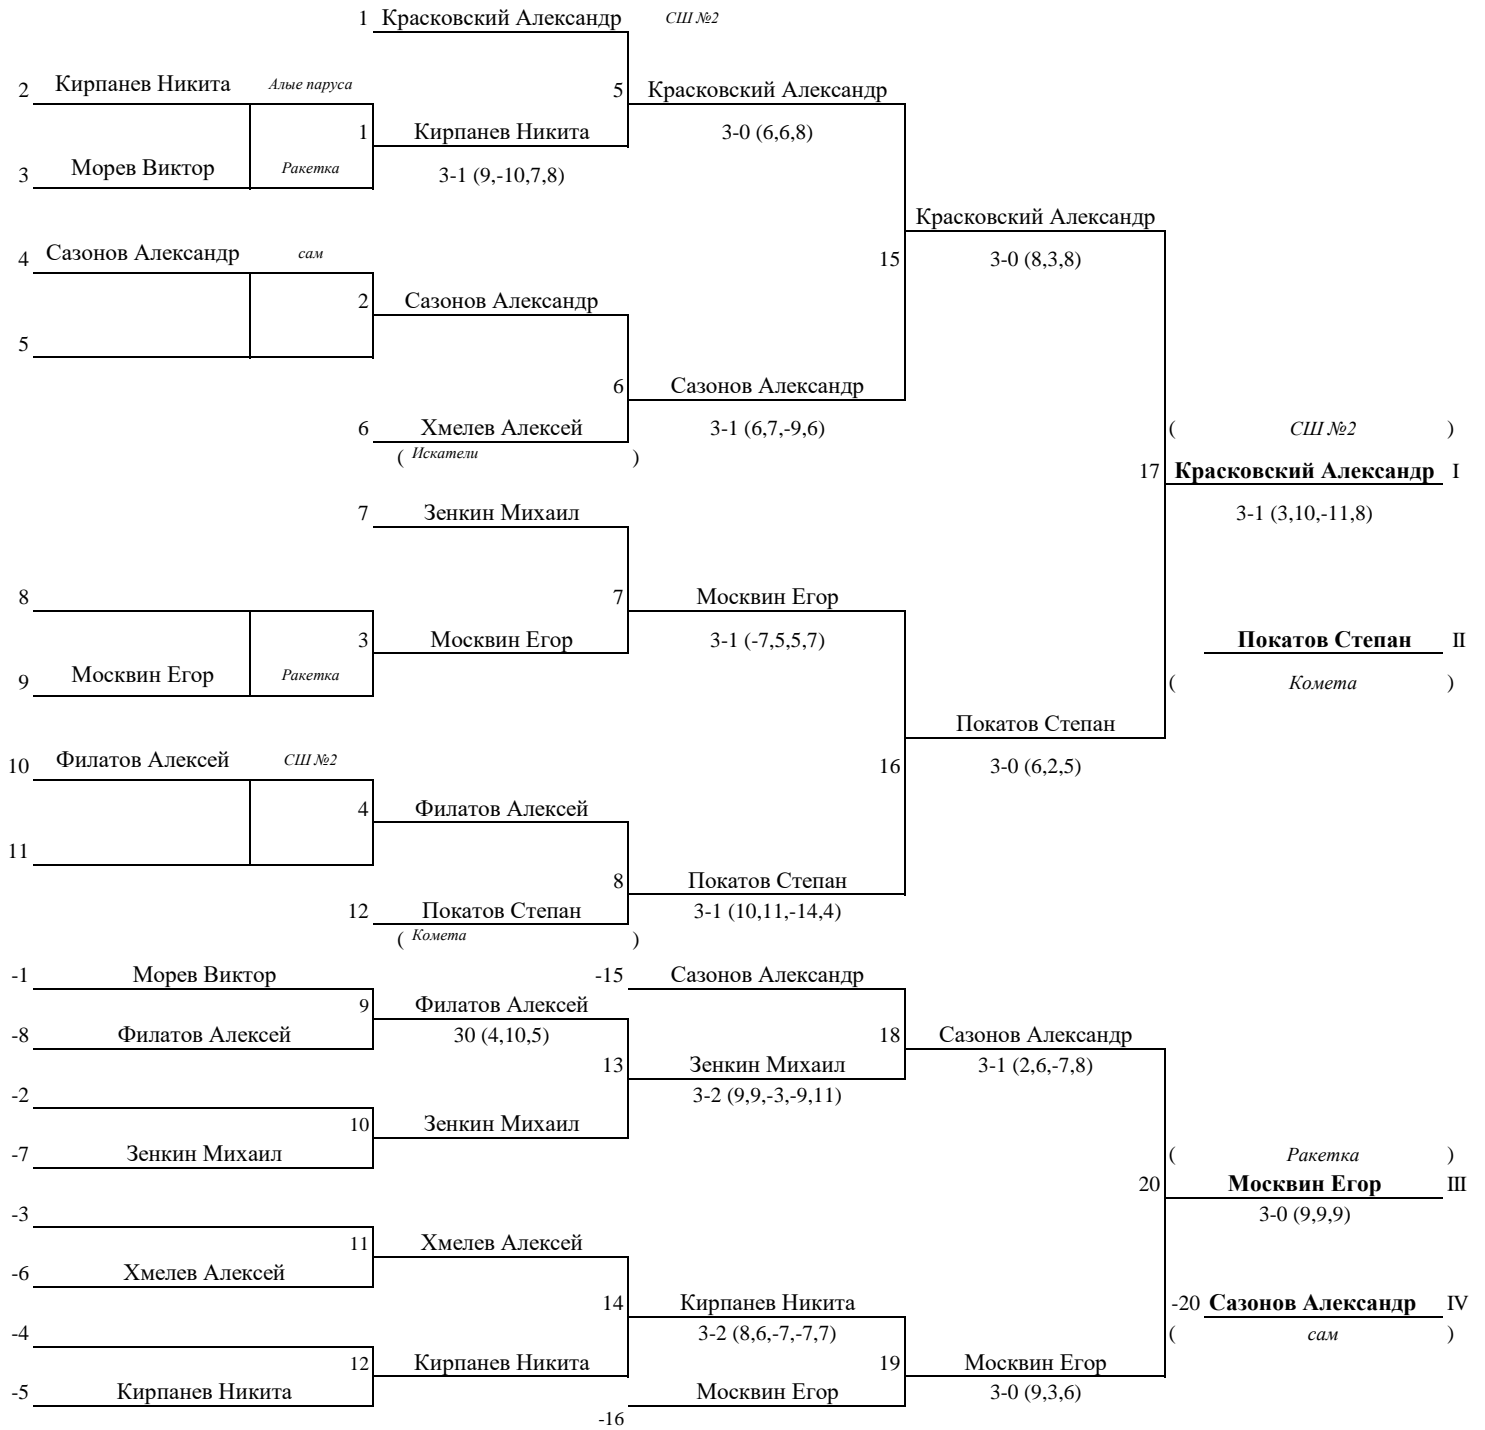 1 Красковский Александр СШ №2
2 Кирпанев Никита Алые паруса 5 Красковский Александр
1 Кирпанев Никита 3-0 (6,6,8)
3 Морев Виктор Ракетка 3-1 (9,-10,7,8)
Красковский Александр
4 Сазонов Александр сам 15 3-0 (8,3,8)
2 Сазонов Александр
5
6 Сазонов Александр
6 Хмелев Алексей 3-1 (6,7,-9,6) ( СШ №2 )
( Искатели )
17 Красковский Александр I
7 Зенкин Михаил 3-1 (3,10,-11,8)
8 7 Москвин Егор
3 Москвин Егор 3-1 (-7,5,5,7) Покатов Степан II
9 Москвин Егор Ракетка ( Комета )
Покатов Степан
10 Филатов Алексей СШ №2 16 3-0 (6,2,5)
4 Филатов Алексей
11
8 Покатов Степан
12 Покатов Степан 3-1 (10,11,-14,4)
( Комета )
-1 Морев Виктор -15 Сазонов Александр
9 Филатов Алексей
-8 Филатов Алексей 30 (4,10,5) 18 Сазонов Александр
13 Зенкин Михаил 3-1 (2,6,-7,8)
-2 3-2 (9,9,-3,-9,11)
10 Зенкин Михаил
-7 Зенкин Михаил ( Ракетка )
20 Москвин Егор III
-3 3-0 (9,9,9)
11 Хмелев Алексей
-6 Хмелев Алексей
14 Кирпанев Никита -20 Сазонов Александр IV
-4 3-2 (8,6,-7,-7,7) ( сам )
12 Кирпанев Никита 19 Москвин Егор
-5 Кирпанев Никита Москвин Егор 3-0 (9,3,6)
-16